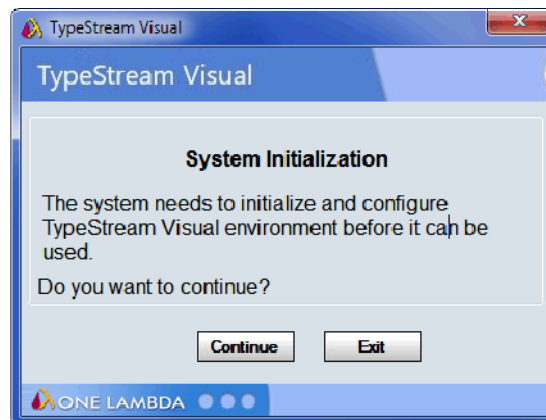 TypeStream Visual
TypeStream Visual
System Initialization
The system needs to initialize and configure
TypeStream Visual environment before it can be
used.
Do you want to continue?
Continue Exit
ONE LAMBDA